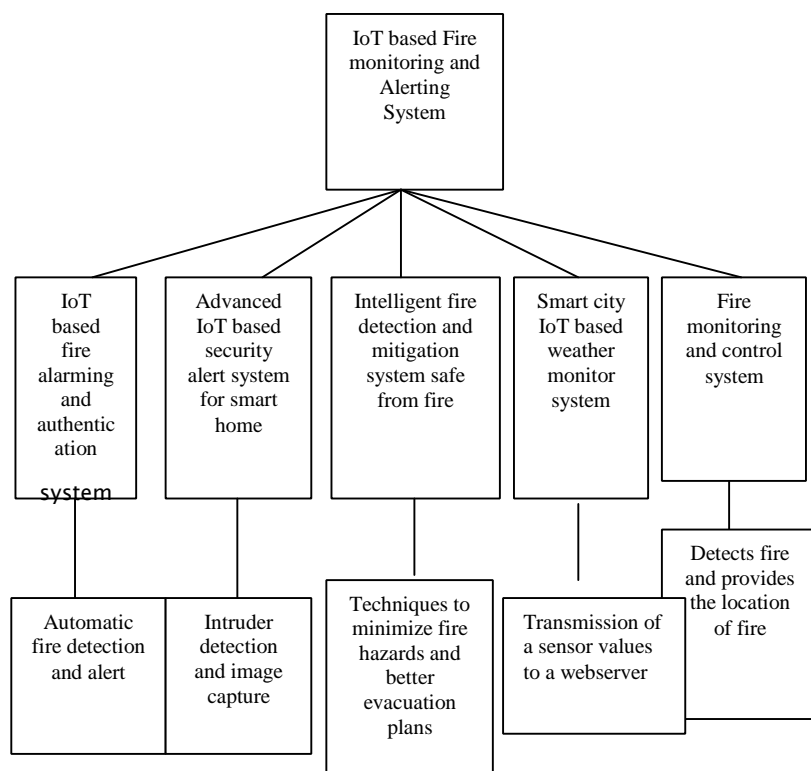 IoT based Fire
monitoring and
Alerting
System
IoT
based
fire
alarming
and
authentic
ation
system
Advanced
IoT based
security
alert system
for smart
home
Intelligent fire
detection and
mitigation
system safe
from fire
Smart city
IoT based
weather
monitor
system
Fire
monitoring
and control
system
Automatic
fire detection
and alert
Intruder
detection
and image
capture
Techniques to
minimize fire
hazards and
better
evacuation
plans
Transmission of
a sensor values
to a webserver
Detects fire
and provides
the location
of fire